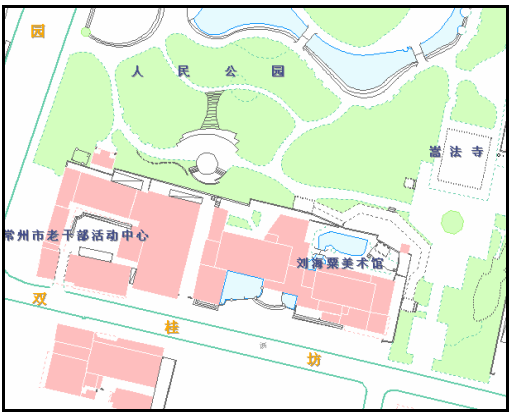 园
人民公园
嵩法寺
常州市老干部活动中心
刘海粟美术馆
双桂坊